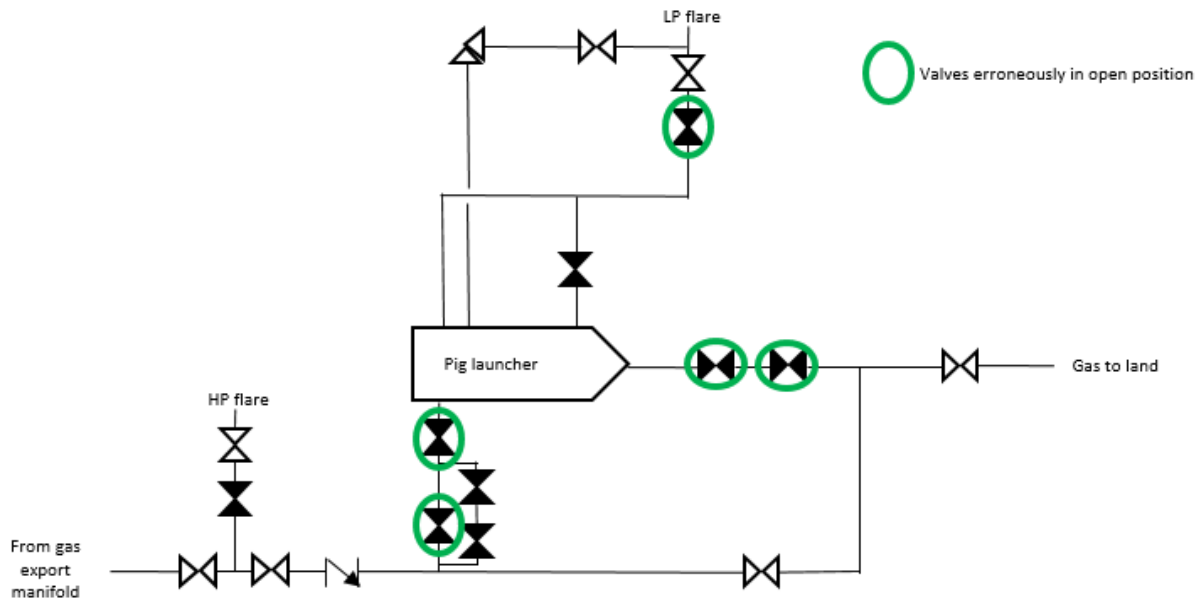 LP flare
Valves erroneously in open position
Pig launcher
Gas to land
HP flare
From gas
export
manifold